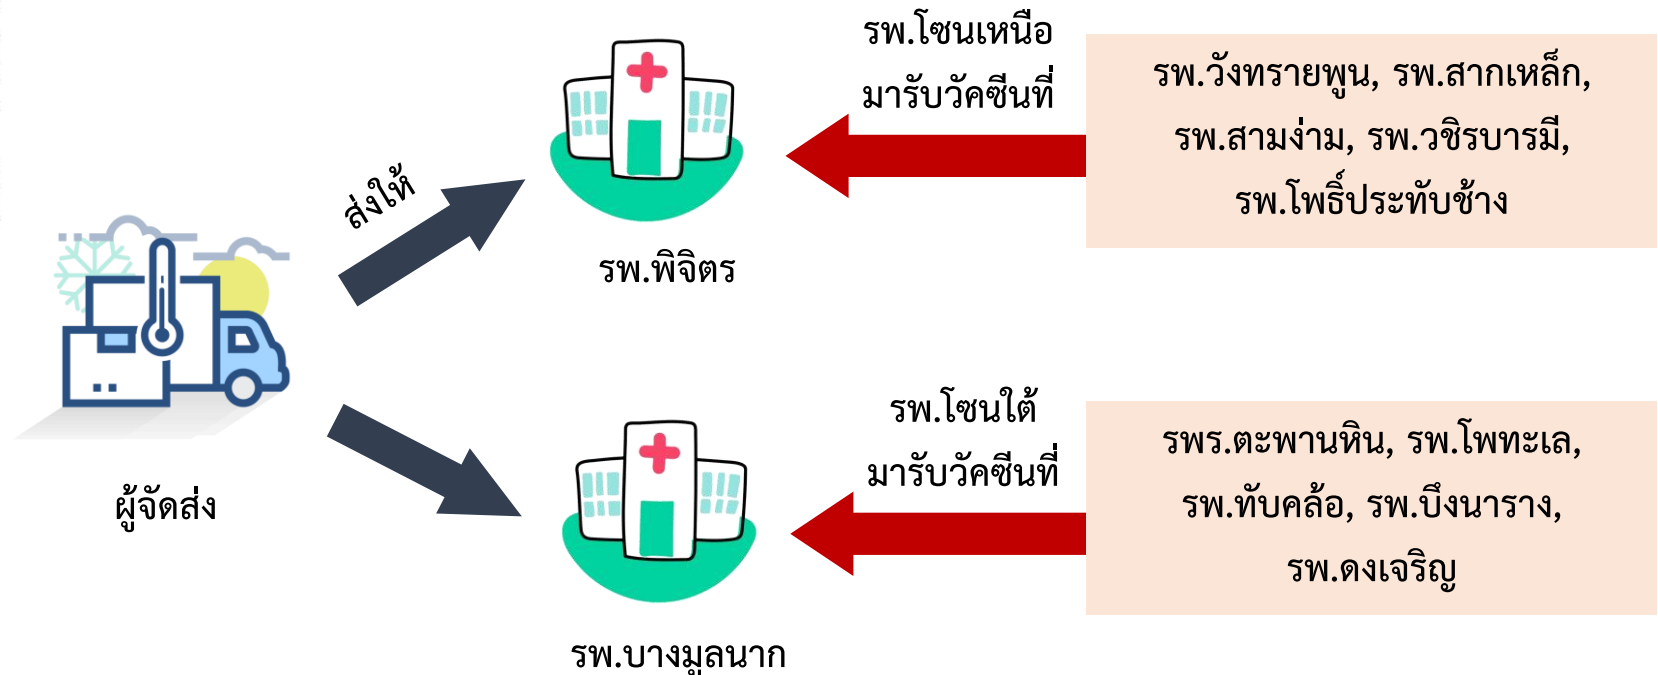 รพ.โซนเหนือ
มารับวัคซีนที่
รพ.วังทรายพูน, รพ.สากเหล็ก,
รพ.สามง่าม, รพ.วชิรบารมี,
รพ.โพธิ์ประทับช้าง
ส่งให้
รพ.พิจิตร
ผู้จัดส่ง
รพ.โซนใต้
มารับวัคซีนที่
รพร.ตะพานหิน, รพ.โพทะเล,
รพ.ทับคล้อ, รพ.บึงนาราง,
รพ.ดงเจริญ
รพ.บางมูลนาก